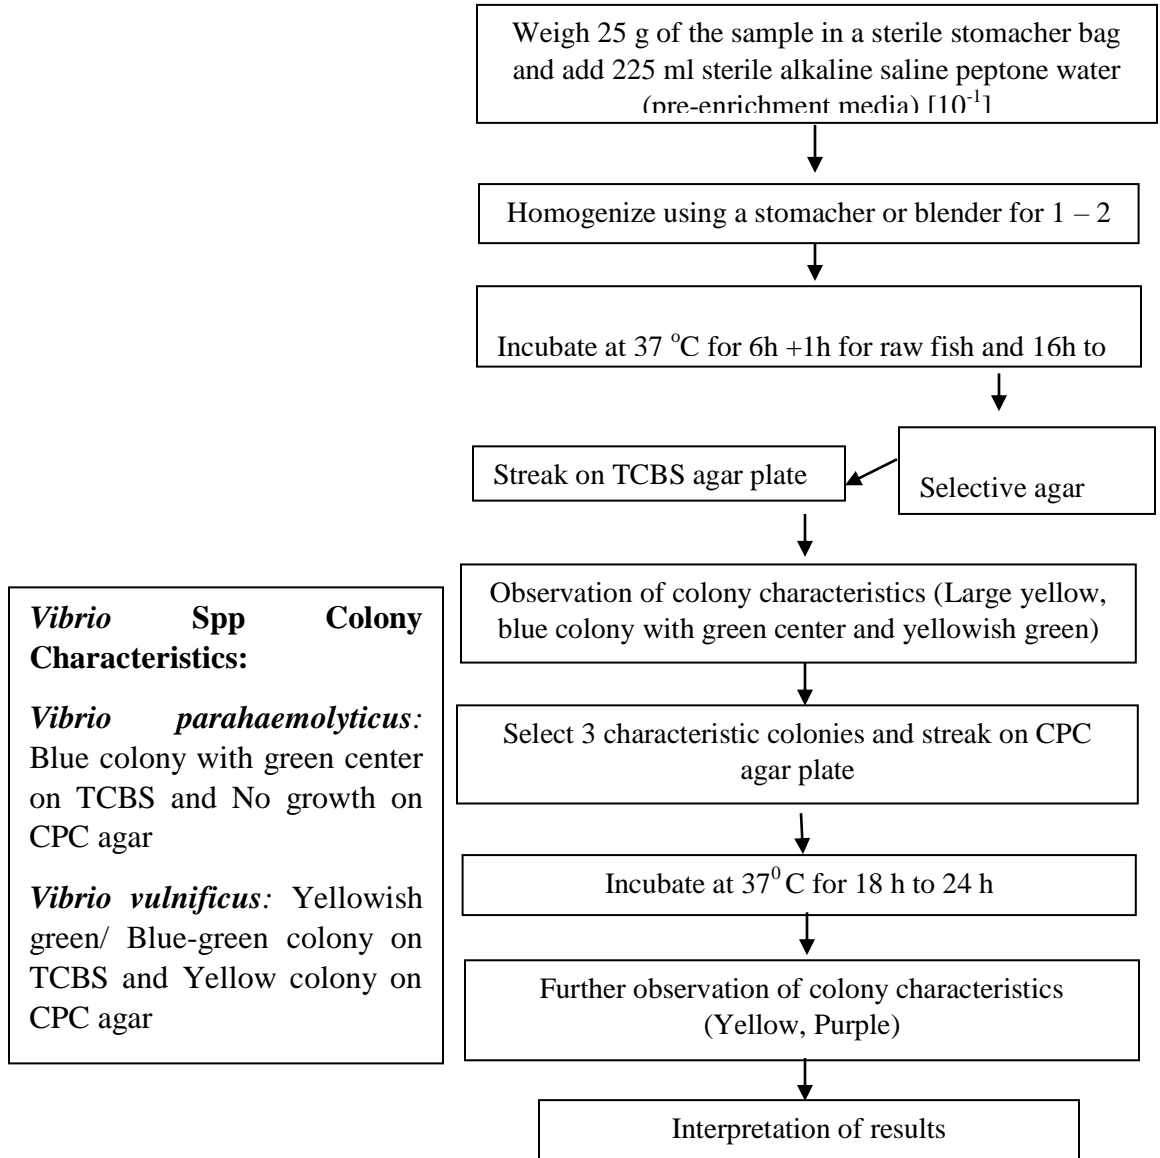 Weigh 25 g of the sample in a sterile stomacher bag
and add 225 ml sterile alkaline saline peptone water
(pre-enrichment media) [10⁻¹]
Homogenize using a stomacher or blender for 1 – 2
Incubate at 37 °C for 6h +1h for raw fish and 16h to
Selective agar
Streak on TCBS agar plate
Observation of colony characteristics (Large yellow,
blue colony with green center and yellowish green)
Select 3 characteristic colonies and streak on CPC
agar plate
Incubate at 37⁰ C for 18 h to 24 h
Further observation of colony characteristics
(Yellow, Purple)
Interpretation of results
Vibrio Spp Colony
Characteristics:
Vibrio parahaemolyticus:
Blue colony with green center
on TCBS and No growth on
CPC agar
Vibrio vulnificus: Yellowish
green/ Blue-green colony on
TCBS and Yellow colony on
CPC agar